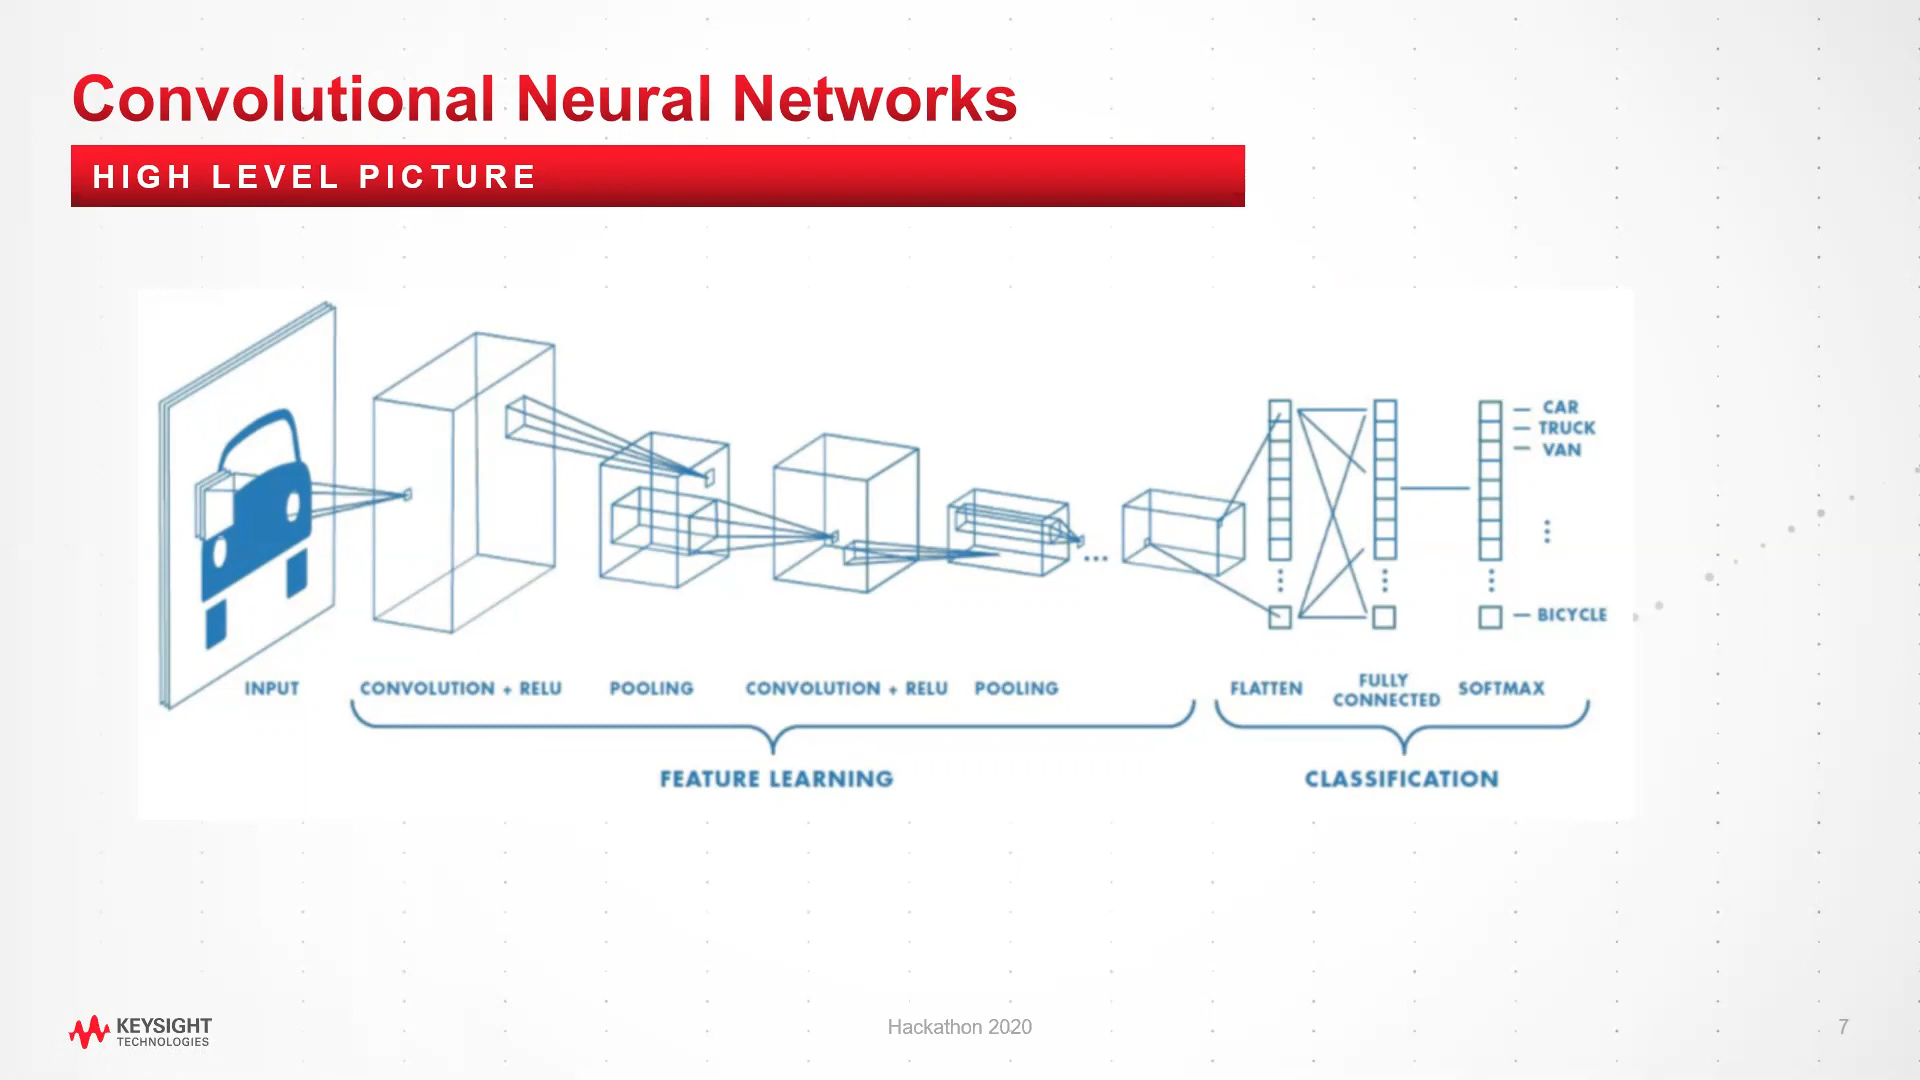 Convolutional Neural Networks
HIGH LEVEL PICTURE
CAR
TRUCK
VAN
BICYCLE
INPUT
CONVOLUTION + RELU
POOLING
CONVOLUTION + RELU
POOLING
FLATTEN
FULLY
CONNECTED
SOFTMAX
FEATURE LEARNING
CLASSIFICATION
KEYSIGHT
TECHNOLOGIES
Hackathon 2020
7